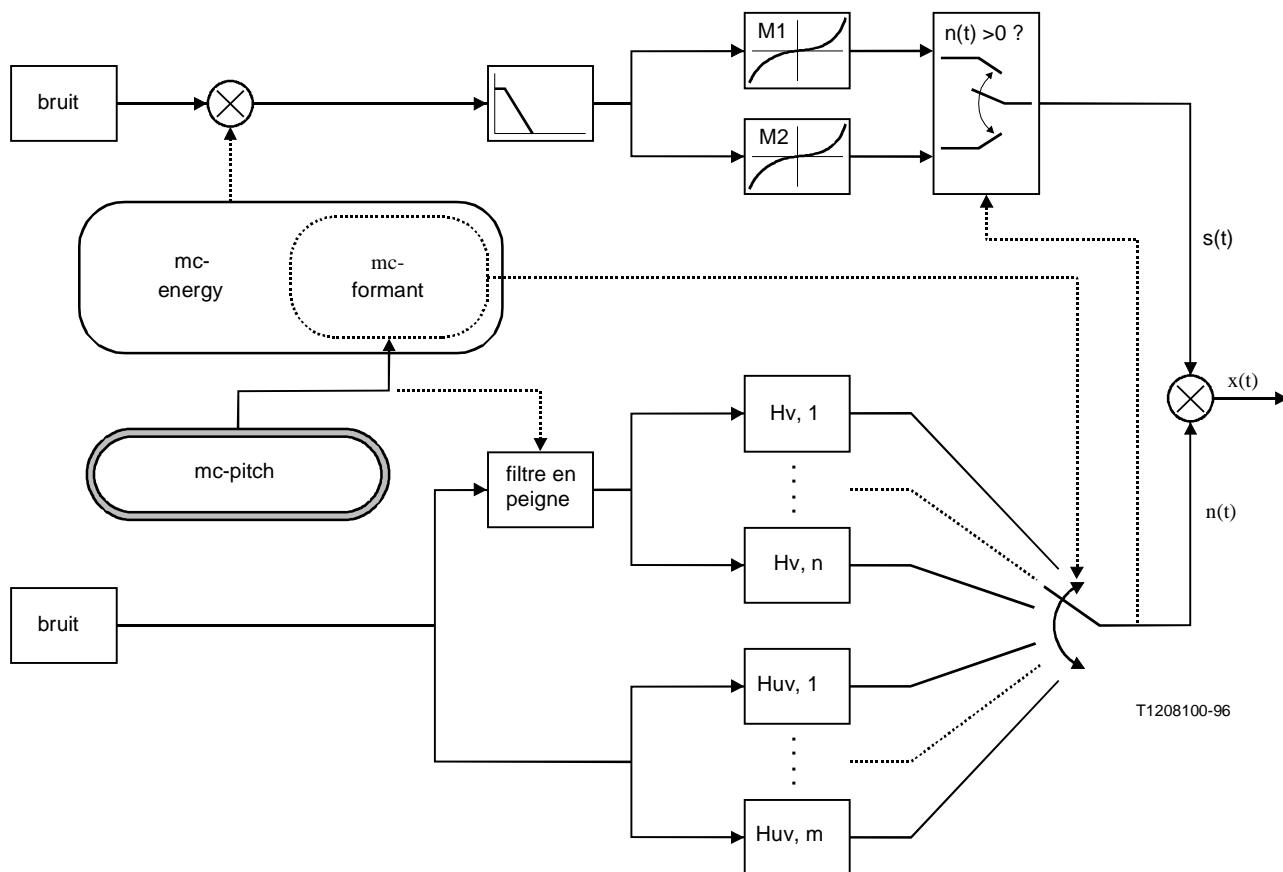 M1
n(t) >0 ?
bruit
M2
s(t)
mc-
energy
mc-
formant
x(t)
Hv, 1
mc-pitch
filtre en
peigne
n(t)
Hv, n
bruit
Huv, 1
T1208100-96
Huv, m